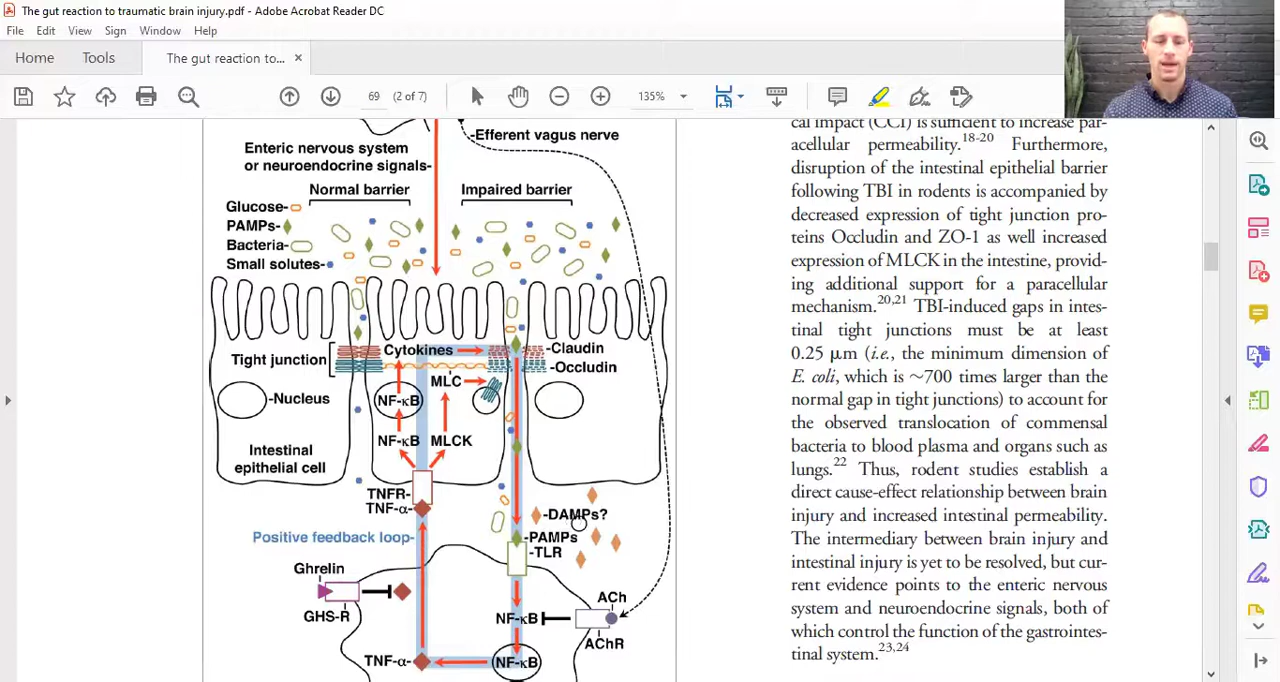 The gut reaction to traumatic brain injury.pdf - Adobe Acrobat Reader DC
File Edit View Sign Window Help
Home Tools The gut reaction to... ×
69 (2 of 7) 135%
-Efferent vagus nerve
Enteric nervous system
or neuroendocrine signals-
Normal barrier Impaired barrier
Glucose-
PAMPs-
Bacteria-
Small solutes-
Tight junction Cytokines -Claudin
-Occludin
MLC
-Nucleus NF-κB
NF-κB MLCK
Intestinal
epithelial cell
TNFR-
TNF-α-
-DAMPs?
Positive feedback loop- -PAMPs
-TLR
Ghrelin
GHS-R
ACh
NF-κB
AChR
TNF-α- NF-κB
cal impact (CCI) is sufficient to increase par-
acellular permeability.18-20 Furthermore,
disruption of the intestinal epithelial barrier
following TBI in rodents is accompanied by
decreased expression of tight junction pro-
teins Occludin and ZO-1 as well increased
expression of MLCK in the intestine, provid-
ing additional support for a paracellular
mechanism.20,21 TBI-induced gaps in intes-
tinal tight junctions must be at least
0.25 μm (i.e., the minimum dimension of
E. coli, which is ~700 times larger than the
normal gap in tight junctions) to account for
the observed translocation of commensal
bacteria to blood plasma and organs such as
lungs.22 Thus, rodent studies establish a
direct cause-effect relationship between brain
injury and increased intestinal permeability.
The intermediary between brain injury and
intestinal injury is yet to be resolved, but cur-
rent evidence points to the enteric nervous
system and neuroendocrine signals, both of
which control the function of the gastrointes-
tinal system.23,24